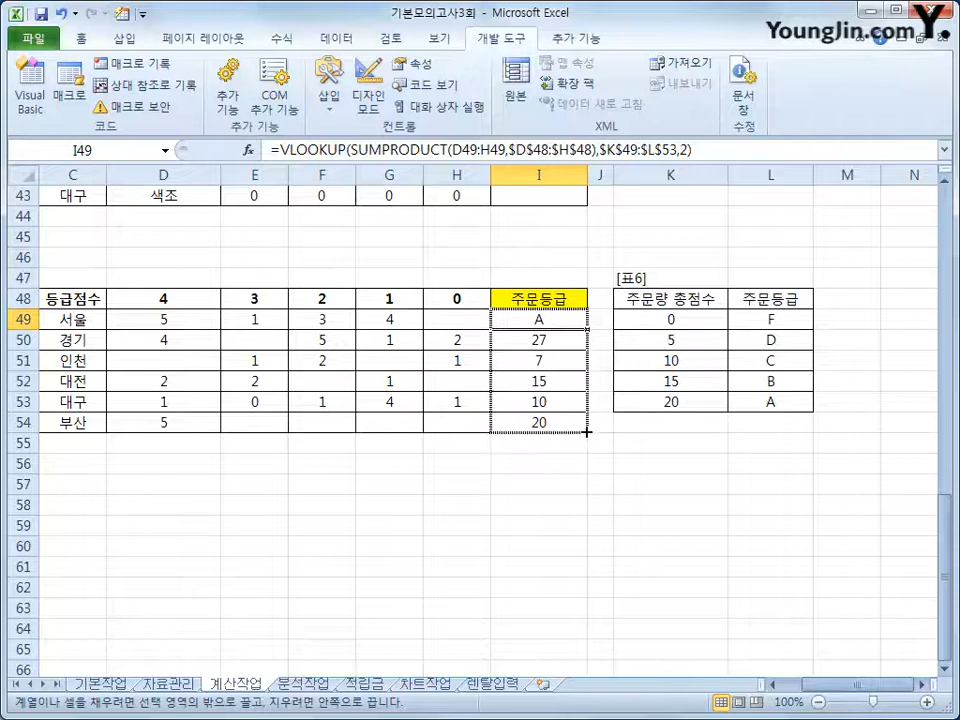 기본모의고사3회 - Microsoft Excel
Younglin.com
파일 홈 삽입 페이지 레이아웃 수식 데이터 검토 보기 개발 도구 추가 기능
Visual Basic 매크로 매크로 기록 상대 참조로 기록 매크로 보안 추가 기능 COM 추가 기능 삽입 디자인 모드 속성 코드 보기 대화 상자 실행 원본 맵 속성 확장 팩 데이터 새로 고침 가져오기 내보내기 문서 창
코드 추가 기능 컨트롤 XML 수정
I49 fx =VLOOKUP(SUMPRODUCT(D49:H49,$D$48:$H$48),$K$49:$L$53,2)
C D E F G H I J K L M N
43 대구 색조 0 0 0 0
44
45
46
47 [표6]
48 등급점수 4 3 2 1 0 주문등급 주문량 총점수 주문등급
49 서울 5 1 3 4 A 0 F
50 경기 4 5 1 2 27 5 D
51 인천 1 2 1 7 10 C
52 대전 2 2 1 15 15 B
53 대구 1 0 1 4 1 10 20 A
54 부산 5 20
55
56
57
58
59
60
61
62
63
64
65
66
기본작업 자료관리 계산작업 분석작업 적립금 차트작업 렌탈입력
계열이나 셀을 채우려면 선택 영역의 밖으로 끌고, 지우려면 안쪽으로 끕니다. 100%